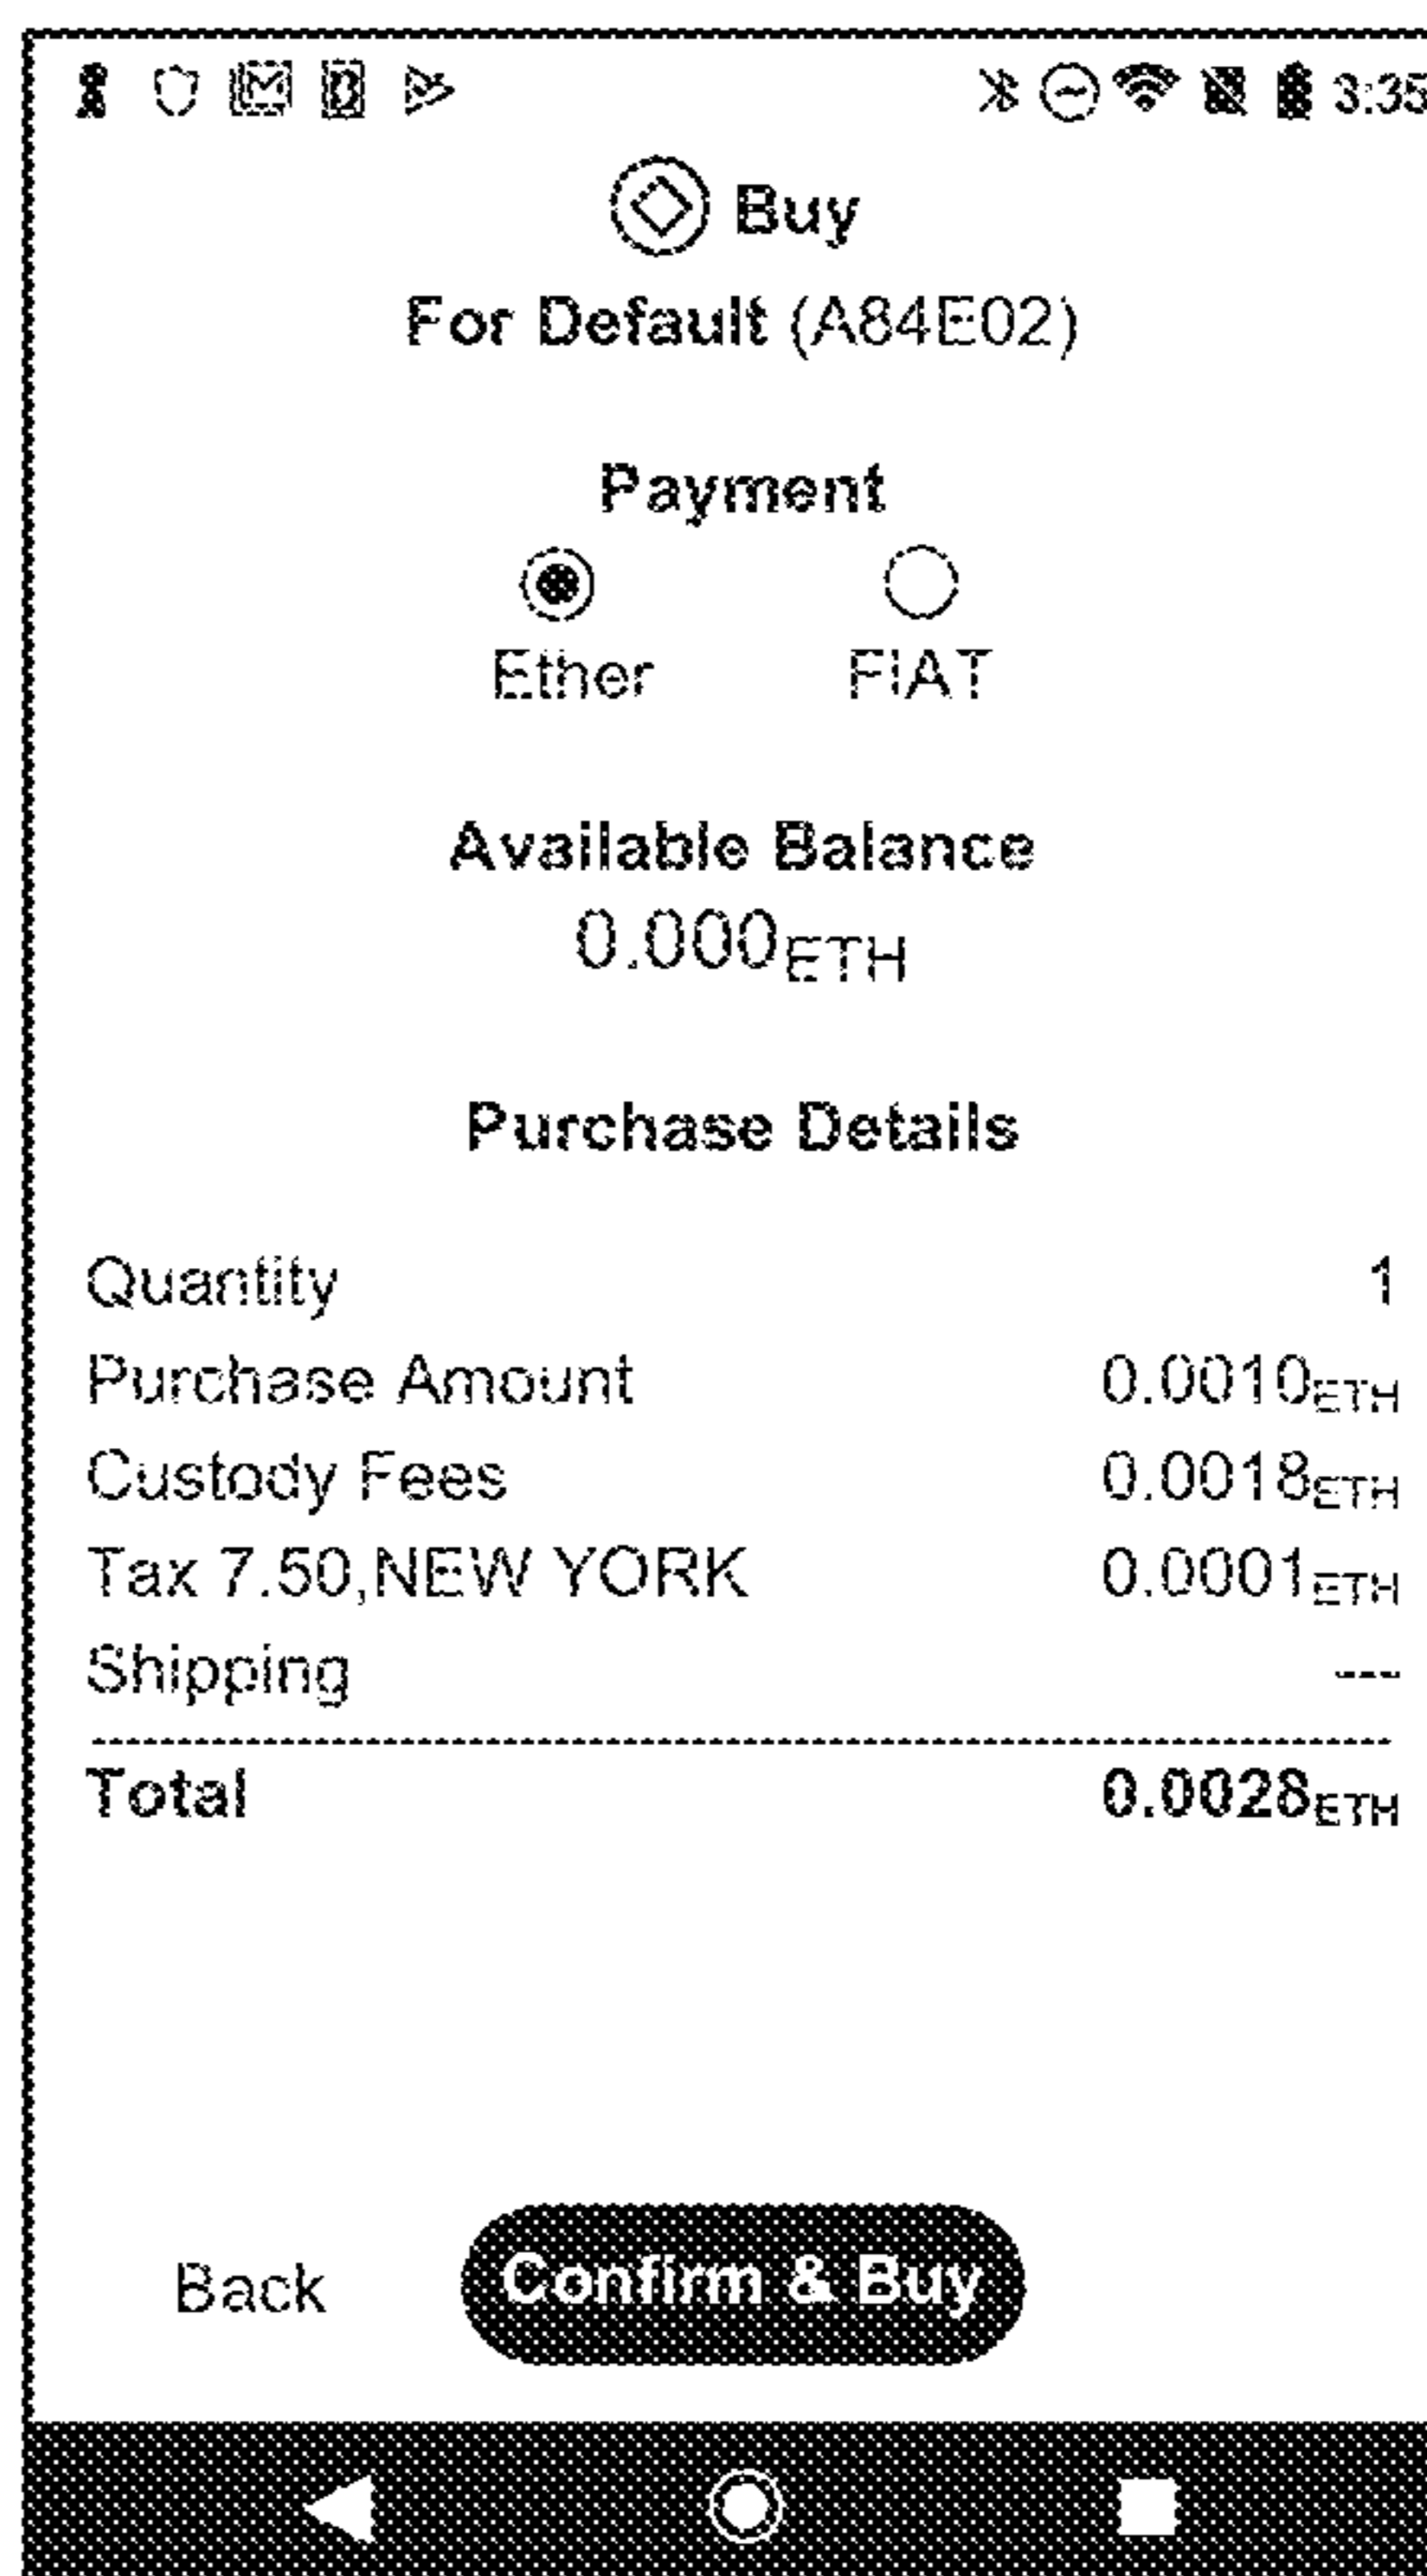 3:35
Buy
For Default (A84E02)
Payment
Ether FIAT
Available Balance
0.000ETH
Purchase Details
Quantity 1
Purchase Amount 0.0010ETH
Custody Fees 0.0018ETH
Tax 7.50,NEW YORK 0.0001ETH
Shipping ---
Total 0.0028ETH
Back Confirm & Buy